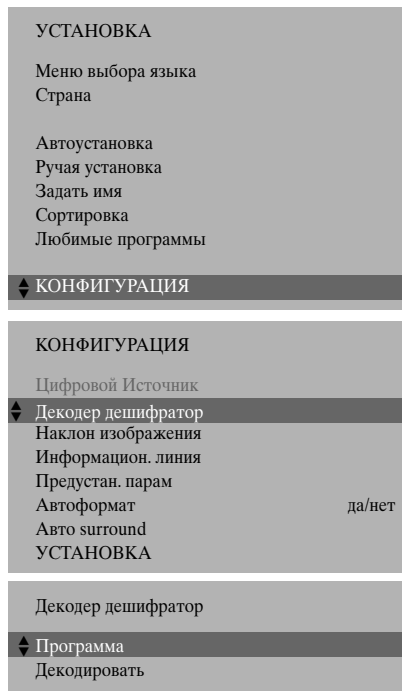 УСТАНОВКА
Меню выбора языка
Страна
Автоустановка
Ручая установка
Задать имя
Сортировка
Любимые программы
КОНФИГУРАЦИЯ
КОНФИГУРАЦИЯ
Цифровой Источник
Декодер дешифратор
Наклон изображения
Информацион. линия
Предустан. парам
Автоформат да/нет
Авто surround
УСТАНОВКА
Декодер дешифратор
Программа
Декодировать